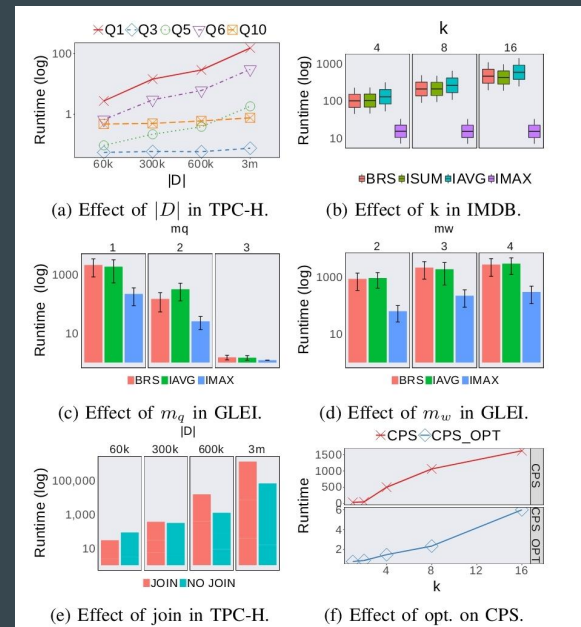 Q1 Q3 Q5 Q6 Q10
Runtime (log)
100
1
60k 300k 600k 3m
|D|
(a) Effect of |D| in TPC-H.
k
4 8 16
Runtime (log)
1000
100
10
BRS ISUM IAVG IMAX
(b) Effect of k in IMDB.
mq
1 2 3
Runtime (log)
1000
10
BRS IAVG IMAX
(c) Effect of mq in GLEI.
mw
2 3 4
Runtime (log)
1000
10
BRS IAVG IMAX
(d) Effect of mw in GLEI.
|D|
60k 300k 600k 3m
Runtime (log)
100,000
1,000
10
JOIN NO JOIN
(e) Effect of join in TPC-H.
CPS CPS_OPT
Runtime
1500
1000
500
0
CPS
6
4
2
CPS_OPT
4 8 12 16
k
(f) Effect of opt. on CPS.